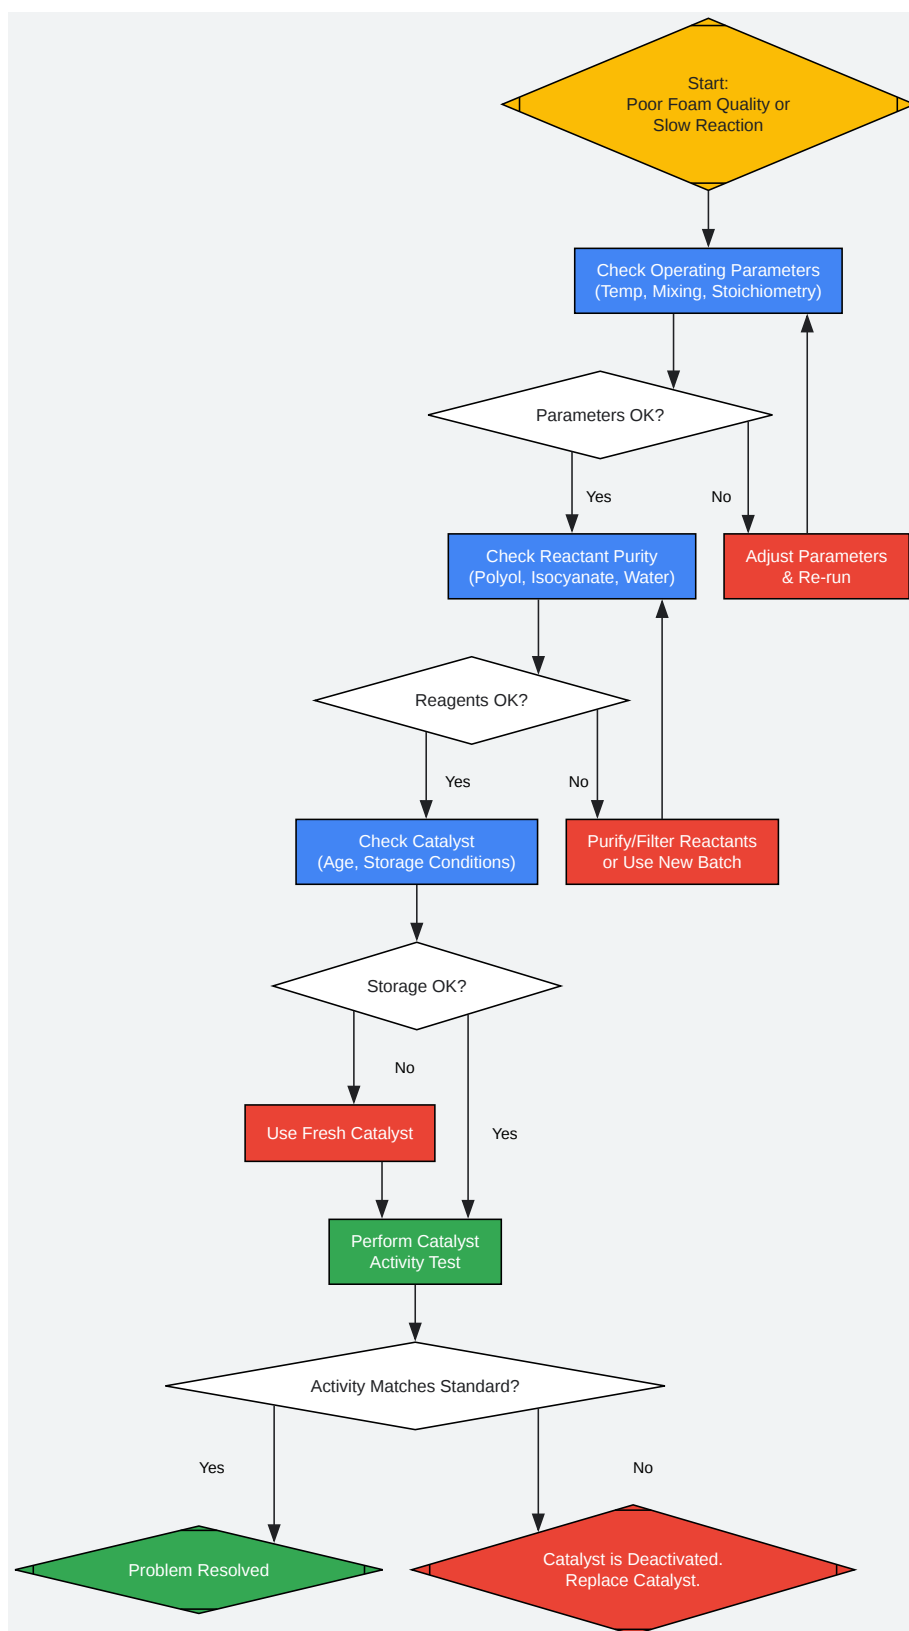 Start:
Poor Foam Quality or
Slow Reaction
Check Operating Parameters
(Temp, Mixing, Stoichiometry)
Parameters OK?
Yes
No
Check Reactant Purity
(Polyol, Isocyanate, Water)
Adjust Parameters
& Re-run
Reagents OK?
Yes
No
Check Catalyst
(Age, Storage Conditions)
Purify/Filter Reactants
or Use New Batch
Storage OK?
No
Use Fresh Catalyst
Yes
Perform Catalyst
Activity Test
Activity Matches Standard?
Yes
No
Problem Resolved
Catalyst is Deactivated.
Replace Catalyst.